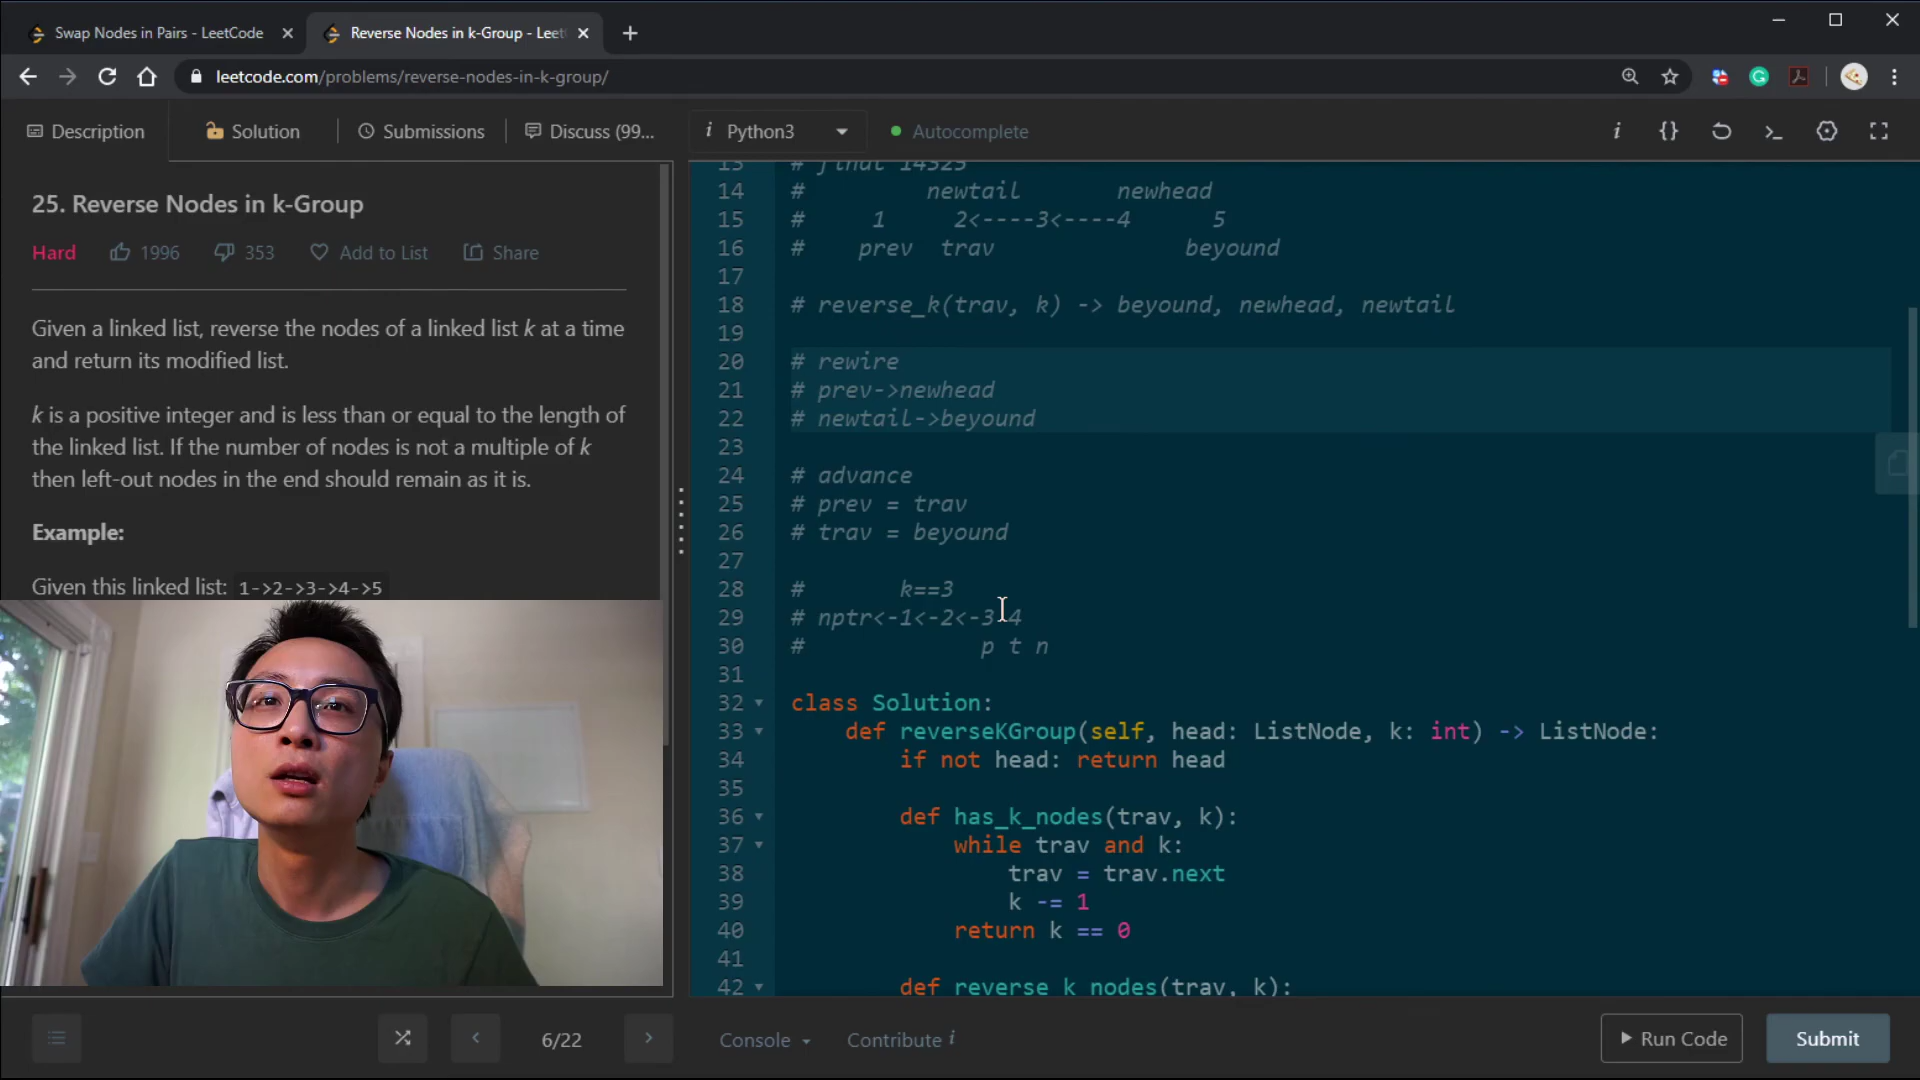 Swap Nodes in Pairs - LeetCode
Reverse Nodes in k-Group - Leet
leetcode.com/problems/reverse-nodes-in-k-group/
Description
Solution
Submissions
Discuss (99...
i Python3
Autocomplete
25. Reverse Nodes in k-Group
Hard 1996 353 Add to List Share
Given a linked list, reverse the nodes of a linked list k at a time
and return its modified list.
k is a positive integer and is less than or equal to the length of
the linked list. If the number of nodes is not a multiple of k
then left-out nodes in the end should remain as it is.
Example:
Given this linked list: 1->2->3->4->5
13 # final 14325
14 # newtail newhead
15 # 1 2<----3<----4 5
16 # prev trav beyound
17
18 # reverse_k(trav, k) -> beyound, newhead, newtail
19
20 # rewire
21 # prev->newhead
22 # newtail->beyound
23
24 # advance
25 # prev = trav
26 # trav = beyound
27
28 # k==3
29 # nptr<-1<-2<-3 4
30 # p t n
31
32 class Solution:
33 def reverseKGroup(self, head: ListNode, k: int) -> ListNode:
34 if not head: return head
35
36 def has_k_nodes(trav, k):
37 while trav and k:
38 trav = trav.next
39 k -= 1
40 return k == 0
41
42 def reverse_k_nodes(trav, k):
6/22
Console
Contribute i
Run Code
Submit